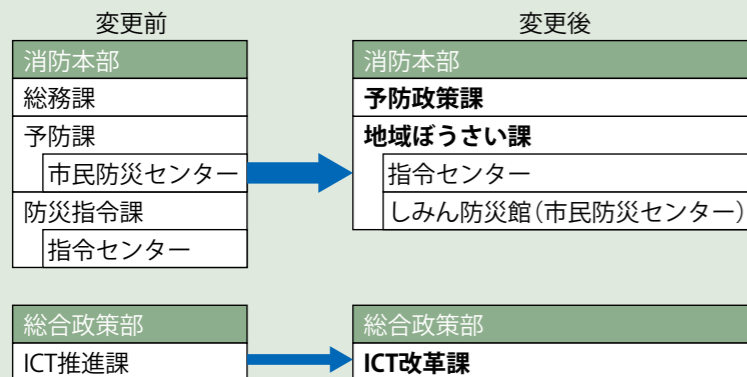 変更前
消防本部
総務課
予防課
市民防災センター
防災指令課
指令センター
総合政策部
ICT推進課
変更後
消防本部
予防政策課
地域ぼうさい課
指令センター
しみん防災館（市民防災センター）
総合政策部
ICT改革課